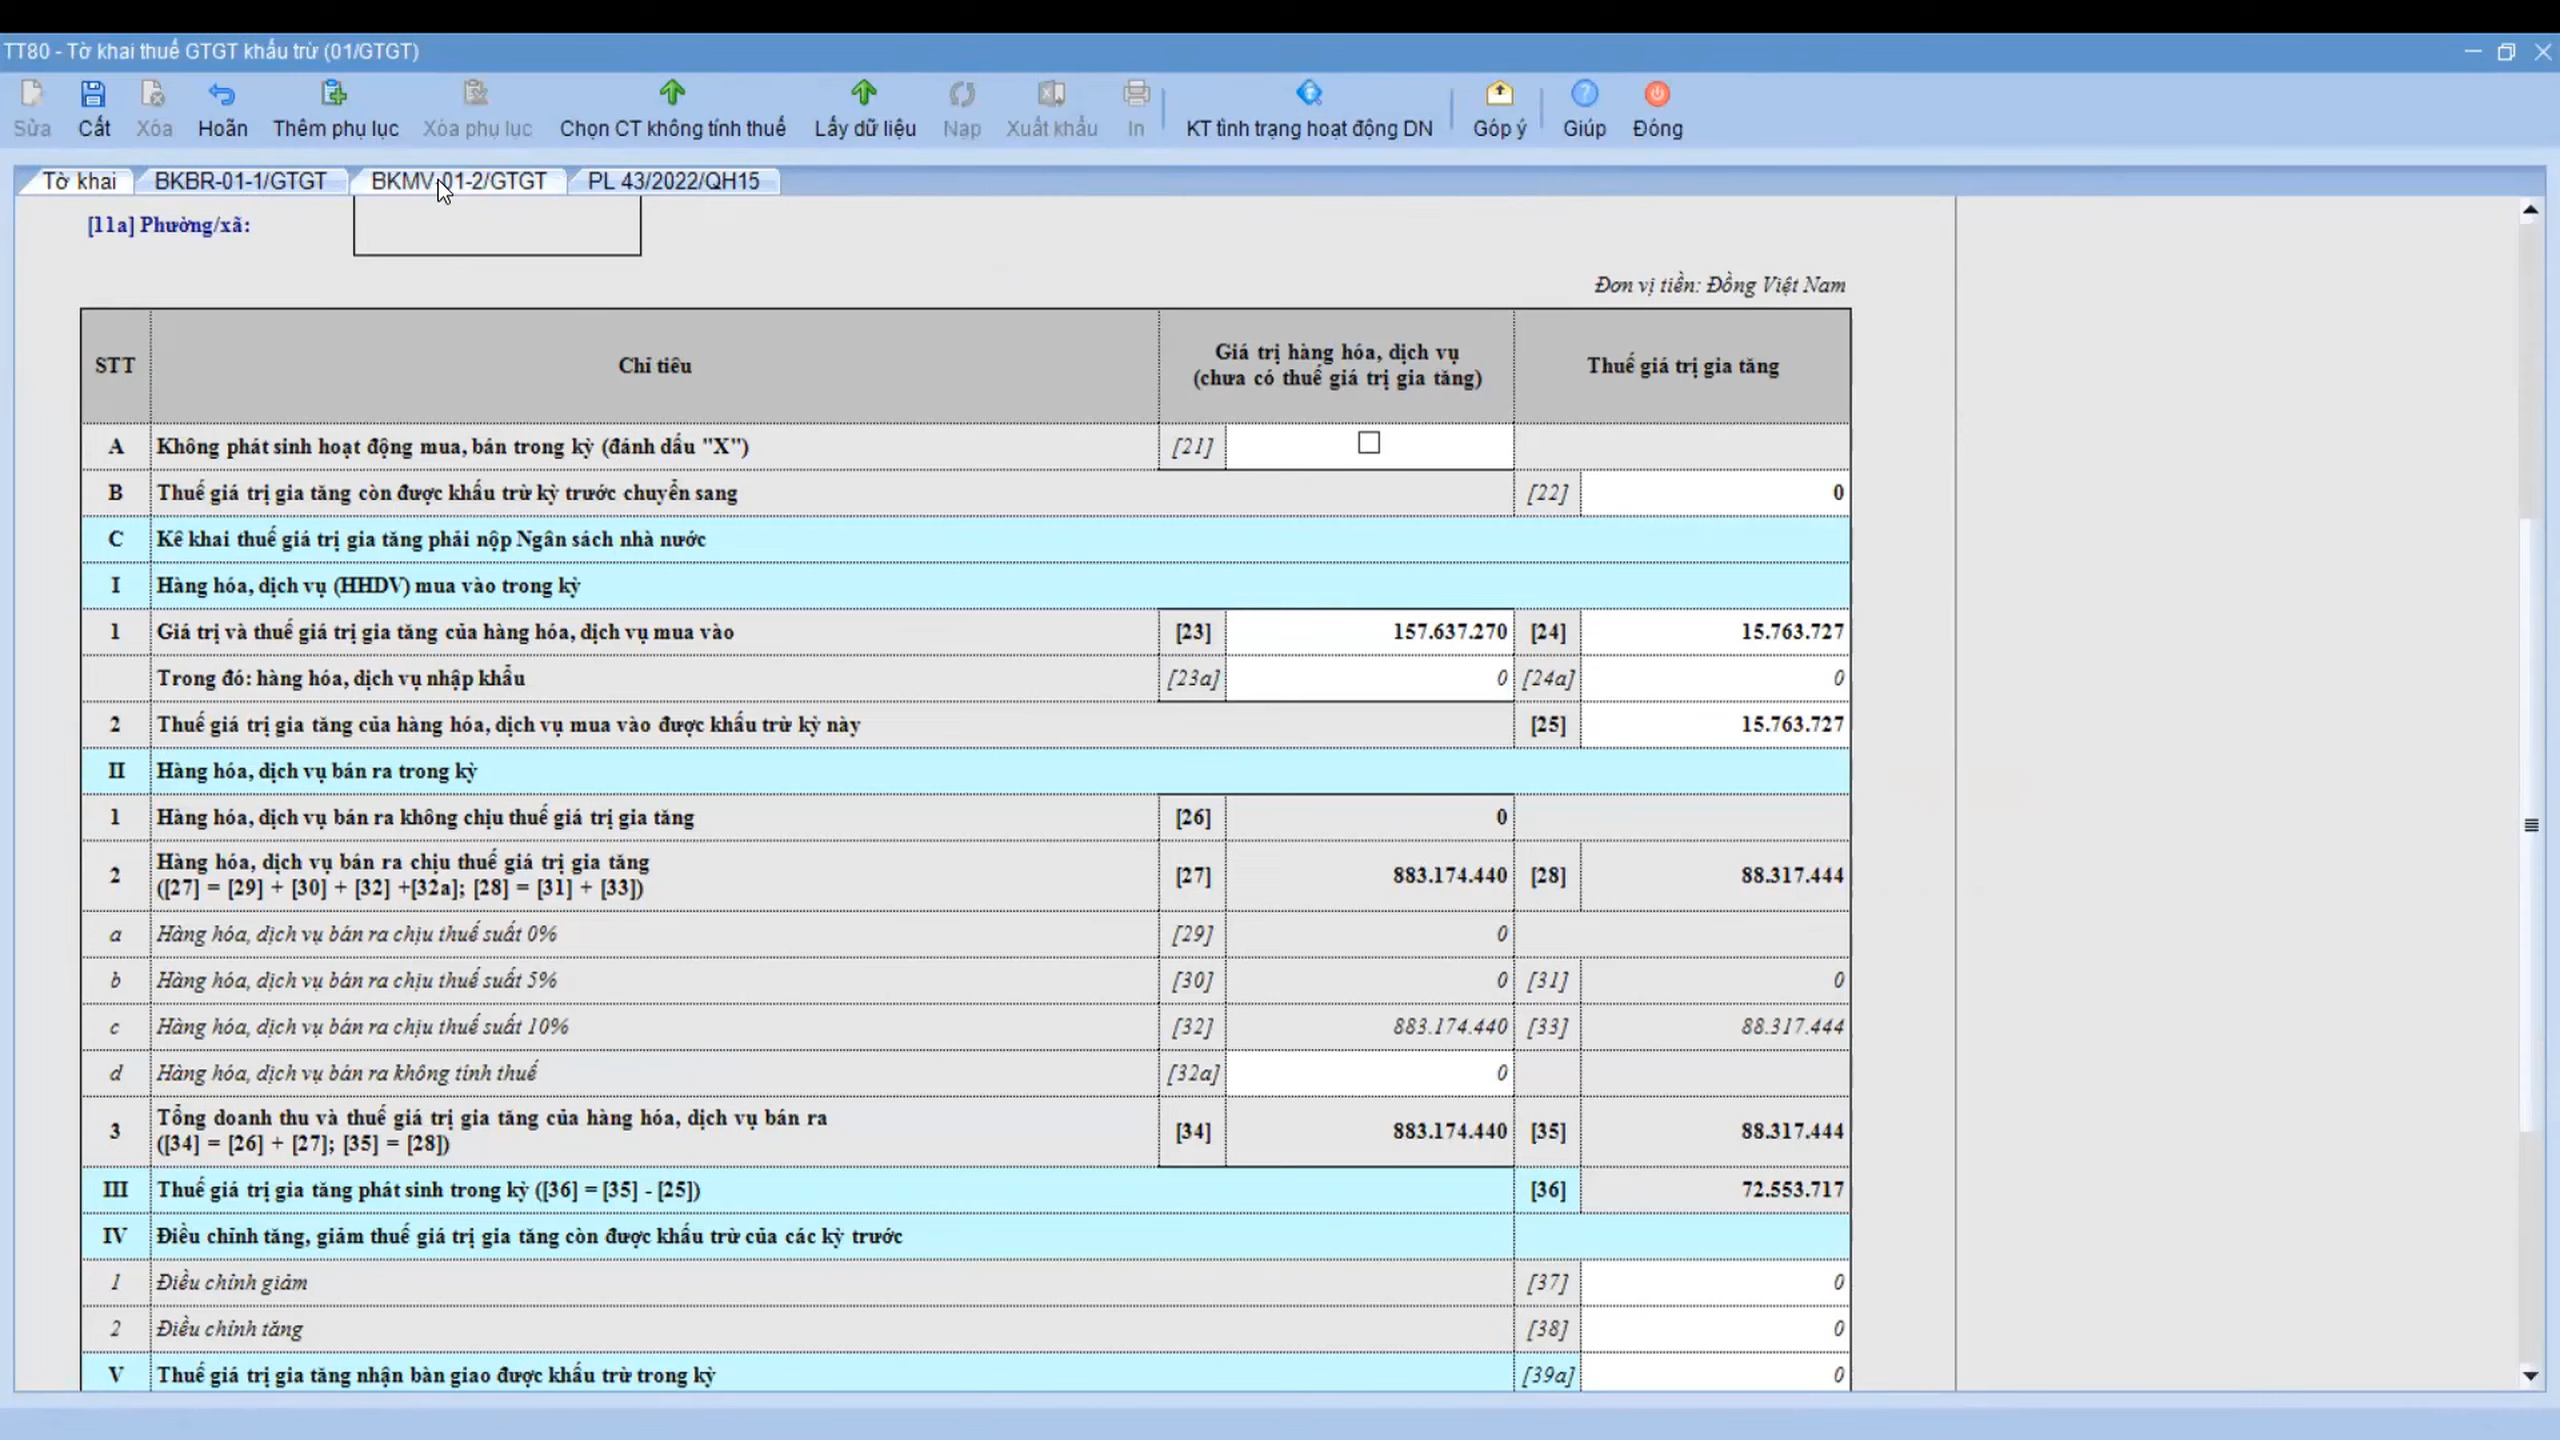 TT80 - Tờ khai thuế GTGT khấu trừ (01/GTGT)
Sửa Cất Xóa Hoãn Thêm phụ lục Xóa phụ lục Chọn CT không tính thuế Lấy dữ liệu Nạp Xuất khẩu In KT tình trạng hoạt động DN Góp ý Giúp Đóng
Tờ khai BKBR-01-1/GTGT BKMV-01-2/GTGT PL 43/2022/QH15
[11a] Phường/xã:
Đơn vị tiền: Đồng Việt Nam
STT Chỉ tiêu Giá trị hàng hóa, dịch vụ (chưa có thuế giá trị gia tăng) Thuế giá trị gia tăng
A Không phát sinh hoạt động mua, bán trong kỳ (đánh dấu "X") [21]
B Thuế giá trị gia tăng còn được khấu trừ kỳ trước chuyển sang [22] 0
C Kê khai thuế giá trị gia tăng phải nộp Ngân sách nhà nước
I Hàng hóa, dịch vụ (HHDV) mua vào trong kỳ
1 Giá trị và thuế giá trị gia tăng của hàng hóa, dịch vụ mua vào [23] 157.637.270 [24] 15.763.727
Trong đó: hàng hóa, dịch vụ nhập khẩu [23a] 0 [24a] 0
2 Thuế giá trị gia tăng của hàng hóa, dịch vụ mua vào được khấu trừ kỳ này [25] 15.763.727
II Hàng hóa, dịch vụ bán ra trong kỳ
1 Hàng hóa, dịch vụ bán ra không chịu thuế giá trị gia tăng [26] 0
2 Hàng hóa, dịch vụ bán ra chịu thuế giá trị gia tăng
([27] = [29] + [30] + [32] +[32a]; [28] = [31] + [33]) [27] 883.174.440 [28] 88.317.444
a Hàng hóa, dịch vụ bán ra chịu thuế suất 0% [29] 0
b Hàng hóa, dịch vụ bán ra chịu thuế suất 5% [30] 0 [31] 0
c Hàng hóa, dịch vụ bán ra chịu thuế suất 10% [32] 883.174.440 [33] 88.317.444
d Hàng hóa, dịch vụ bán ra không tính thuế [32a] 0
3 Tổng doanh thu và thuế giá trị gia tăng của hàng hóa, dịch vụ bán ra
([34] = [26] + [27]; [35] = [28]) [34] 883.174.440 [35] 88.317.444
III Thuế giá trị gia tăng phát sinh trong kỳ ([36] = [35] - [25]) [36] 72.553.717
IV Điều chỉnh tăng, giảm thuế giá trị gia tăng còn được khấu trừ của các kỳ trước
1 Điều chỉnh giảm [37] 0
2 Điều chỉnh tăng [38] 0
V Thuế giá trị gia tăng nhận bàn giao được khấu trừ trong kỳ [39a] 0